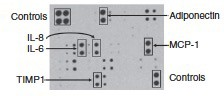 Controls
Adiponectin
IL-8
IL-6
MCP-1
TIMP1
Controls